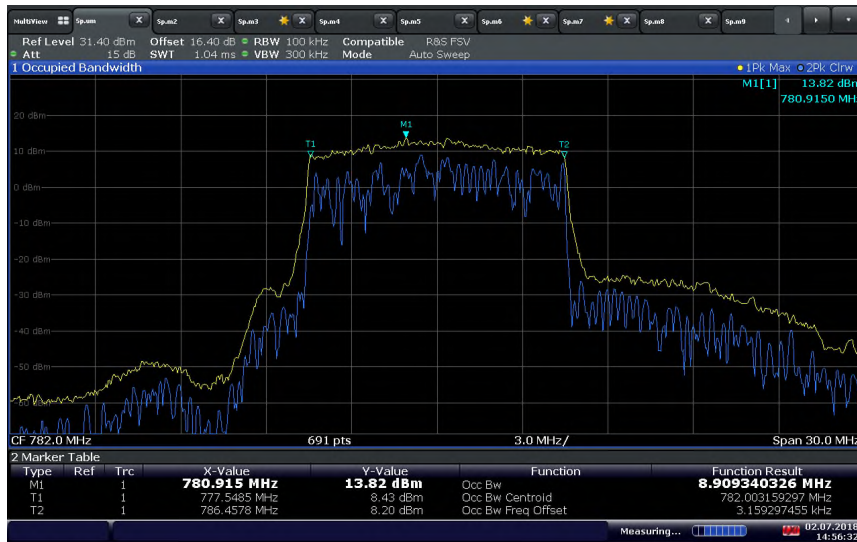 MultiView Sp.um X Sp.m2 X Sp.m3 X Sp.m4 X Sp.m5 X Sp.m6 X Sp.m7 X Sp.m8 X Sp.m9
Ref Level 31.40 dBm Offset 16.40 dB RBW 100 kHz Compatible R&S FSV
Att 15 dB SWT 1.04 ms VBW 300 kHz Mode Auto Sweep
1 Occupied Bandwidth 1Pk Max 2Pk Clrw
M1[1] 13.82 dBm
780.9150 MHz
20 dBm
M1
T1 T2
10 dBm
0 dBm
-10 dBm
-20 dBm
-30 dBm
-40 dBm
-50 dBm
-60 dBm
CF 782.0 MHz 691 pts 3.0 MHz/ Span 30.0 MHz
2 Marker Table
Type Ref Trc X-Value Y-Value Function Function Result
M1 1 780.915 MHz 13.82 dBm Occ Bw 8.909340326 MHz
T1 1 777.5485 MHz 8.43 dBm Occ Bw Centroid 782.003159297 MHz
T2 1 786.4578 MHz 8.20 dBm Occ Bw Freq Offset 3.159297455 kHz
Measuring... 02.07.2018
14:56:32